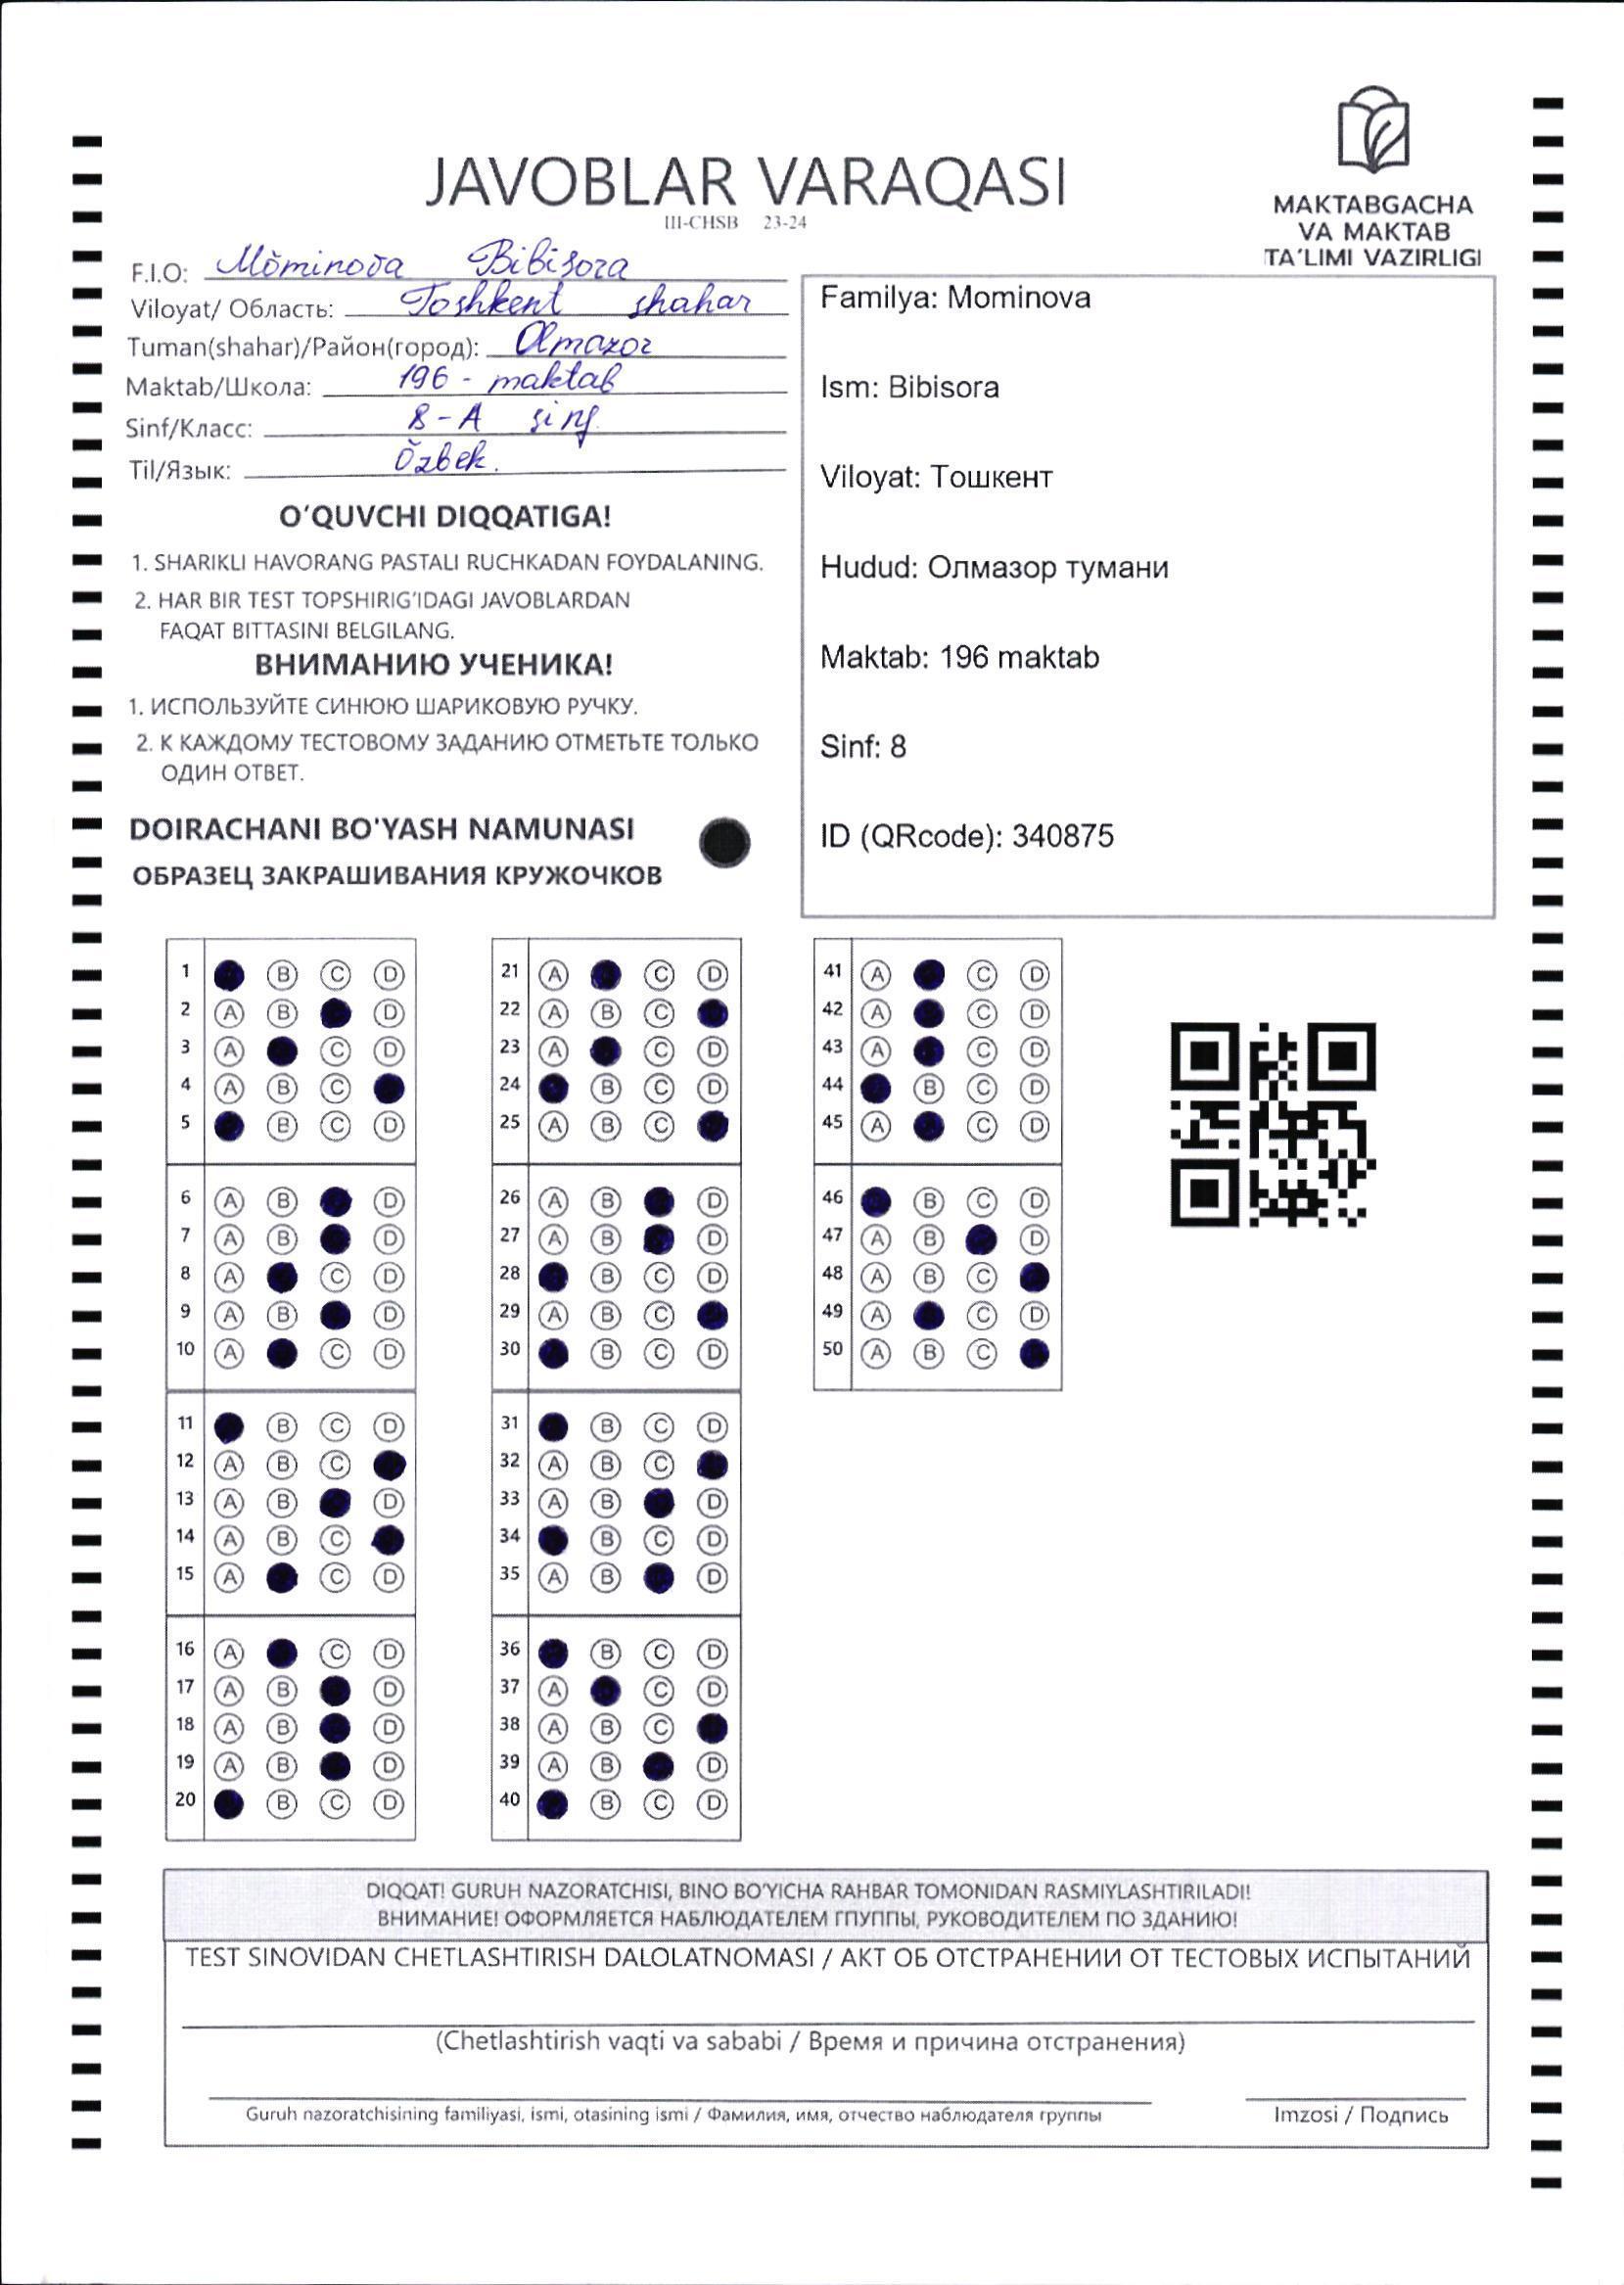 JAVOBLAR VARAQASI
III-CHSB 23-24
MAKTABGACHA
VA MAKTAB
TA'LIMI VAZIRLIGI
F.I.O: Mŏminova Bibisora
Viloyat/ Область: Toshkent shahar
Tuman(shahar)/Район(город): Olmazor
Maktab/Школа: 196 - maktab
Sinf/Класс: 8-A sinf
Til/Язык: Ŏzbek.
O'QUVCHI DIQQATIGA!
1. SHARIKLI HAVORANG PASTALI RUCHKADAN FOYDALANING.
2. HAR BIR TEST TOPSHIRIG'IDAGI JAVOBLARDAN
FAQAT BITTASINI BELGILANG.
ВНИМАНИЮ УЧЕНИКА!
1. ИСПОЛЬЗУЙТЕ СИНЮЮ ШАРИКОВУЮ РУЧКУ.
2. К КАЖДОМУ ТЕСТОВОМУ ЗАДАНИЮ ОТМЕТЬТЕ ТОЛЬКО
ОДИН ОТВЕТ.
DOIRACHANI BO'YASH NAMUNASI
ОБРАЗЕЦ ЗАКРАШИВАНИЯ КРУЖОЧКОВ
Familya: Mominova
Ism: Bibisora
Viloyat: Тошкент
Hudud: Олмазор тумани
Maktab: 196 maktab
Sinf: 8
ID (QRcode): 340875
1 B C D
2 A B D
3 A C D
4 A B C
5 B C D
6 A B D
7 A B D
8 A C D
9 A B D
10 A C D
11 B C D
12 A B C
13 A B D
14 A B C
15 A C D
16 A C D
17 A B D
18 A B D
19 A B D
20 B C D
21 A C D
22 A B C
23 A C D
24 B C D
25 A B C
26 A B D
27 A B D
28 B C D
29 A B C
30 B C D
31 B C D
32 A B C
33 A B D
34 B C D
35 A B D
36 B C D
37 A C D
38 A B C
39 A B D
40 B C D
41 A C D
42 A C D
43 A C D
44 B C D
45 A C D
46 B C D
47 A B D
48 A B C
49 A C D
50 A B C
DIQQAT! GURUH NAZORATCHISI, BINO BO'YICHA RAHBAR TOMONIDAN RASMIYLASHTIRILADI!
ВНИМАНИЕ! ОФОРМЛЯЕТСЯ НАБЛЮДАТЕЛЕМ ГПУППЫ, РУКОВОДИТЕЛЕМ ПО ЗДАНИЮ!
TEST SINOVIDAN CHETLASHTIRISH DALOLATNOMASI / АКТ ОБ ОТСТРАНЕНИИ ОТ ТЕСТОВЫХ ИСПЫТАНИЙ
(Chetlashtirish vaqti va sababi / Время и причина отстранения)
Guruh nazoratchisining familiyasi, ismi, otasining ismi / Фамилия, имя, отчество наблюдателя группы
Imzosi / Подпись